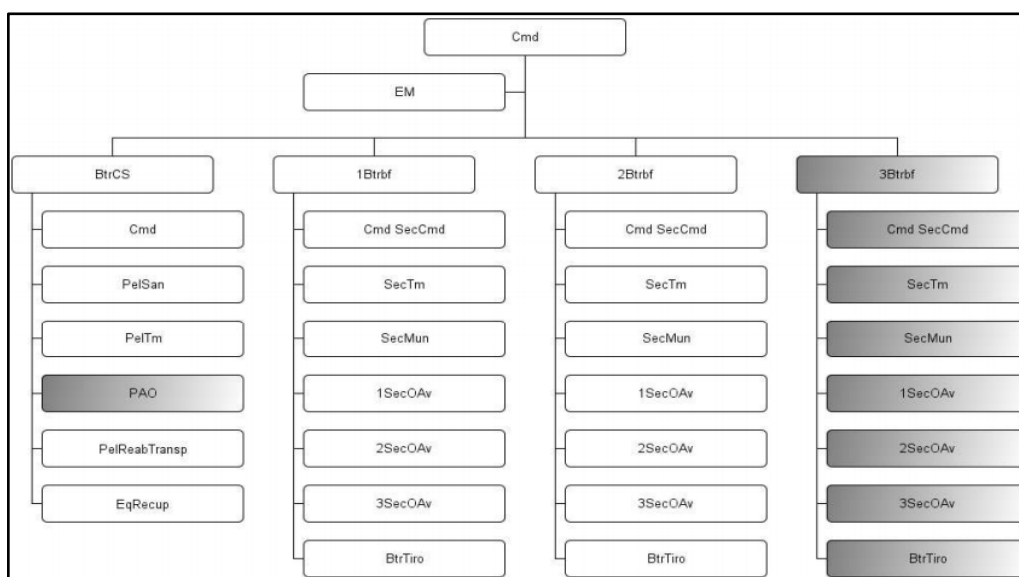 Cmd
EM
BtrCS
1Btrbf
2Btrbf
3Btrbf
Cmd
PelSan
PelTm
PAO
PelReabTransp
EqRecup
Cmd SecCmd
SecTm
SecMun
1SecOAv
2SecOAv
3SecOAv
BtrTiro
Cmd SecCmd
SecTm
SecMun
1SecOAv
2SecOAv
3SecOAv
BtrTiro
Cmd SecCmd
SecTm
SecMun
1SecOAv
2SecOAv
3SecOAv
BtrTiro